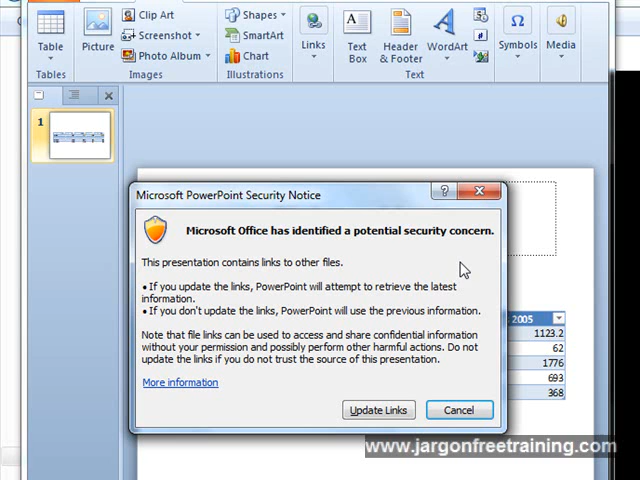 Clip Art
Screenshot
Photo Album
Table
Picture
Tables
Images
Shapes
SmartArt
Chart
Illustrations
Links
Text
Box
Header
& Footer
WordArt
Text
Symbols
Media
1
Microsoft PowerPoint Security Notice
Microsoft Office has identified a potential security concern.
This presentation contains links to other files.
• If you update the links, PowerPoint will attempt to retrieve the latest
information.
• If you don't update the links, PowerPoint will use the previous information.
Note that file links can be used to access and share confidential information
without your permission and possibly perform other harmful actions. Do not
update the links if you do not trust the source of this presentation.
More information
Update Links
Cancel
2005
1123.2
62
1776
693
368
www.jargonfreetraining.com